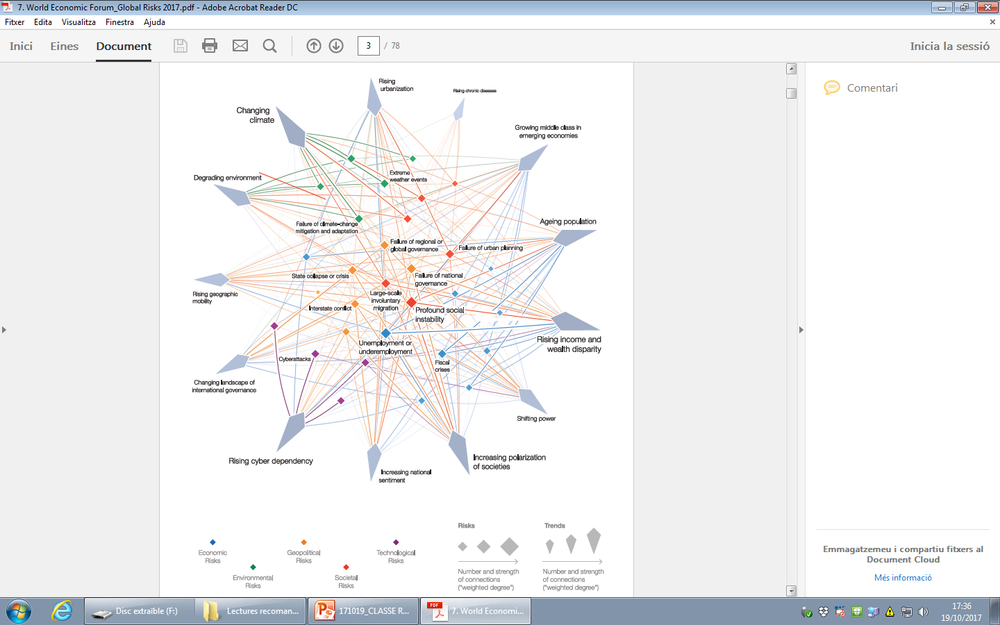 7. World Economic Forum_Global Risks 2017.pdf - Adobe Acrobat Reader DC
Fitxer Edita Visualitza Finestra Ajuda
Inici Eines Document 3 / 78 Inicia la sessió
Rising
urbanization
Rising chronic diseases
Changing
climate
Growing middle class in
emerging economies
Degrading environment
Extreme
weather events
Ageing population
Failure of climate-change
mitigation and adaptation
Failure of regional or
global governance
Failure of urban planning
State collapse or crisis
Failure of national
governance
Rising geographic
mobility
Large-scale
involuntary
migration
Interstate conflict
Profound social
instability
Unemployment or
underemployment
Rising income and
wealth disparity
Cyberattacks
Fiscal
crises
Changing landscape of
international governance
Shifting power
Rising cyber dependency
Increasing polarization
of societies
Increasing national
sentiment
Risks
Trends
Economic
Risks
Geopolitical
Risks
Technological
Risks
Environmental
Risks
Societal
Risks
Number and strength
of connections
("weighted degree")
Number and strength
of connections
("weighted degree")
Comentari
Emmagatzemeu i compartiu fitxers al
Document Cloud
Més informació
Disc extraïble (F:)
Lectures recoman...
171019_CLASSE R...
PDF
7. World Economi...
17:36
19/10/2017